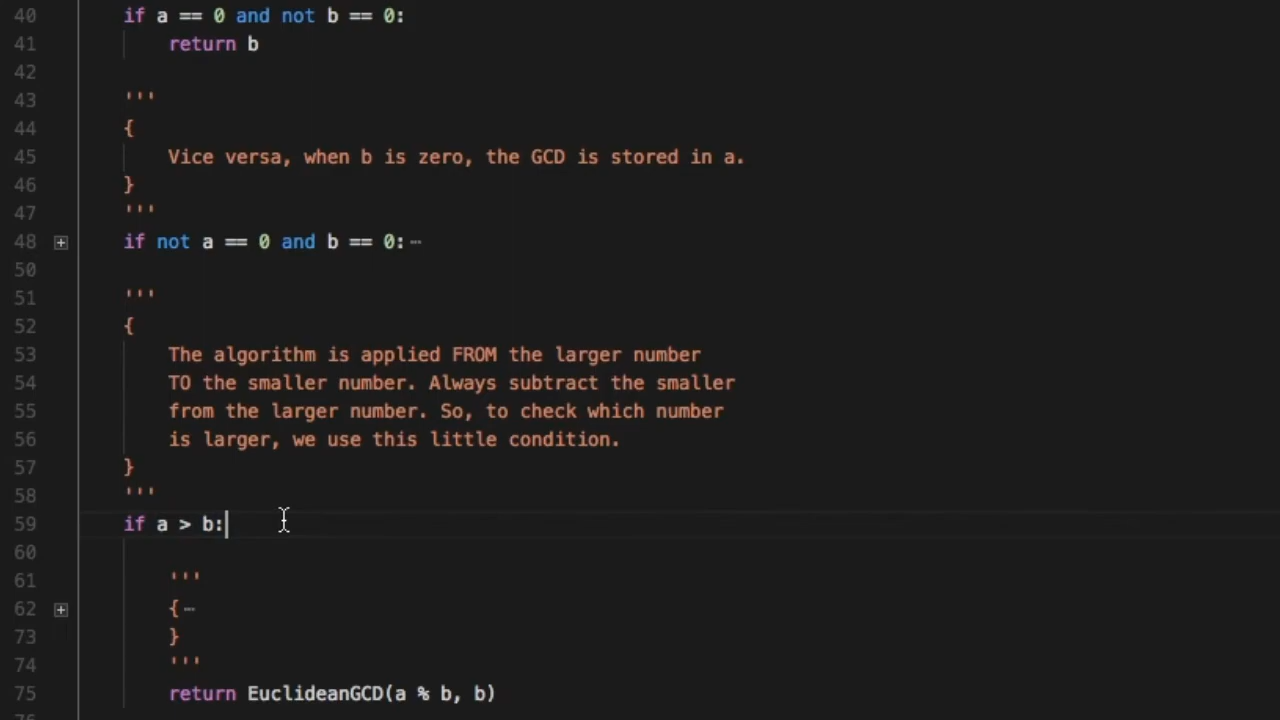 40 if a == 0 and not b == 0:
41 return b
42
43 '''
44 {
45 Vice versa, when b is zero, the GCD is stored in a.
46 }
47 '''
48 if not a == 0 and b == 0:⋯
50
51 '''
52 {
53 The algorithm is applied FROM the larger number
54 TO the smaller number. Always subtract the smaller
55 from the larger number. So, to check which number
56 is larger, we use this little condition.
57 }
58 '''
59 if a > b:
60
61 '''
62 {⋯
73 }
74 '''
75 return EuclideanGCD(a % b, b)